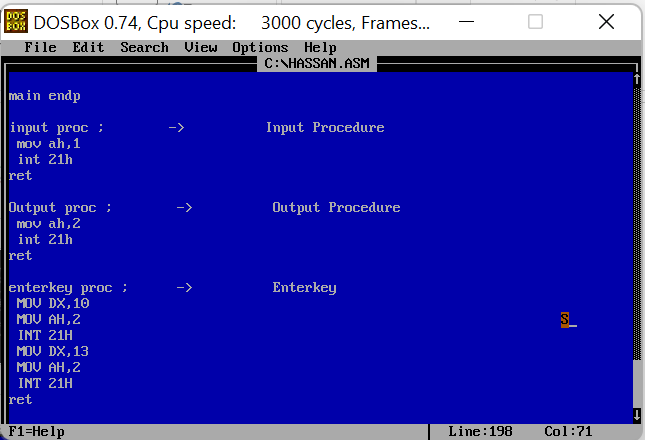 DOSBox 0.74, Cpu speed: 3000 cycles, Frames...
File Edit Search View Options Help
C:\HASSAN.ASM
main endp
input proc ; -> Input Procedure
mov ah,1
int 21h
ret
Output proc ; -> Output Procedure
mov ah,2
int 21h
ret
enterkey proc ; -> Enterkey
MOV DX,10
MOV AH,2 S_
INT 21H
MOV DX,13
MOV AH,2
INT 21H
ret
F1=Help Line:198 Col:71